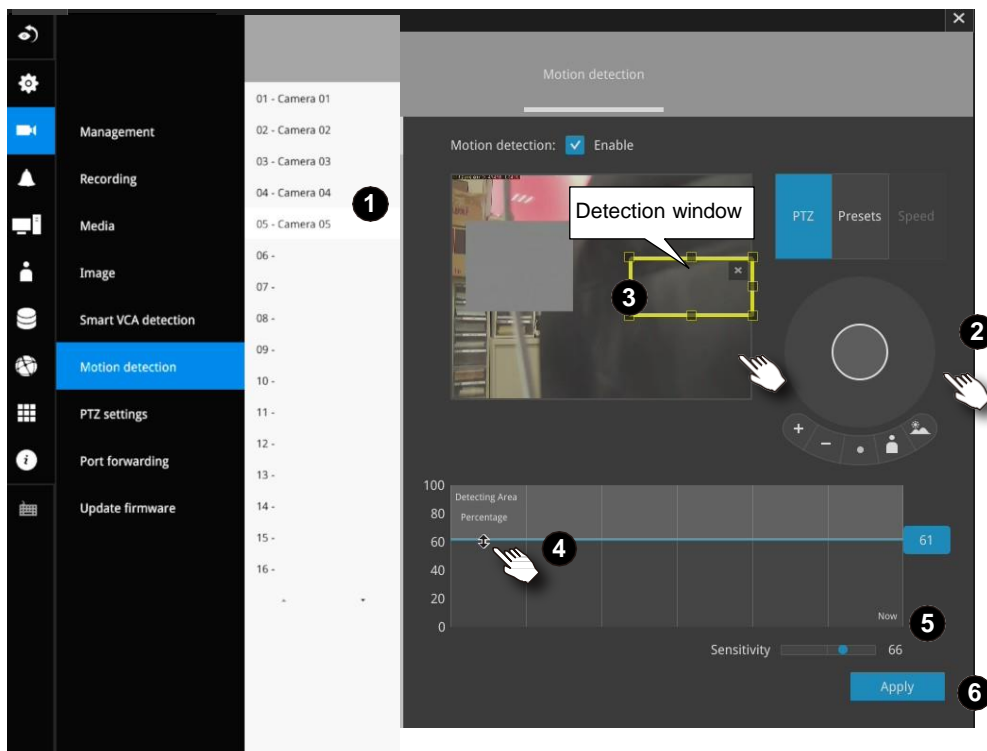 Management
Recording
Media
Image
Smart VCA detection
Motion detection
PTZ settings
Port forwarding
Update firmware
01 - Camera 01
02 - Camera 02
03 - Camera 03
04 - Camera 04
05 - Camera 05
06 -
07 -
08 -
09 -
10 -
11 -
12 -
13 -
14 -
15 -
16 -
1
Motion detection
Motion detection: Enable
Detection window
3
PTZ Presets Speed
2
100
80
60
40
20
0
Detecting Area
Percentage
4
61
Now
5
Sensitivity 66
Apply
6